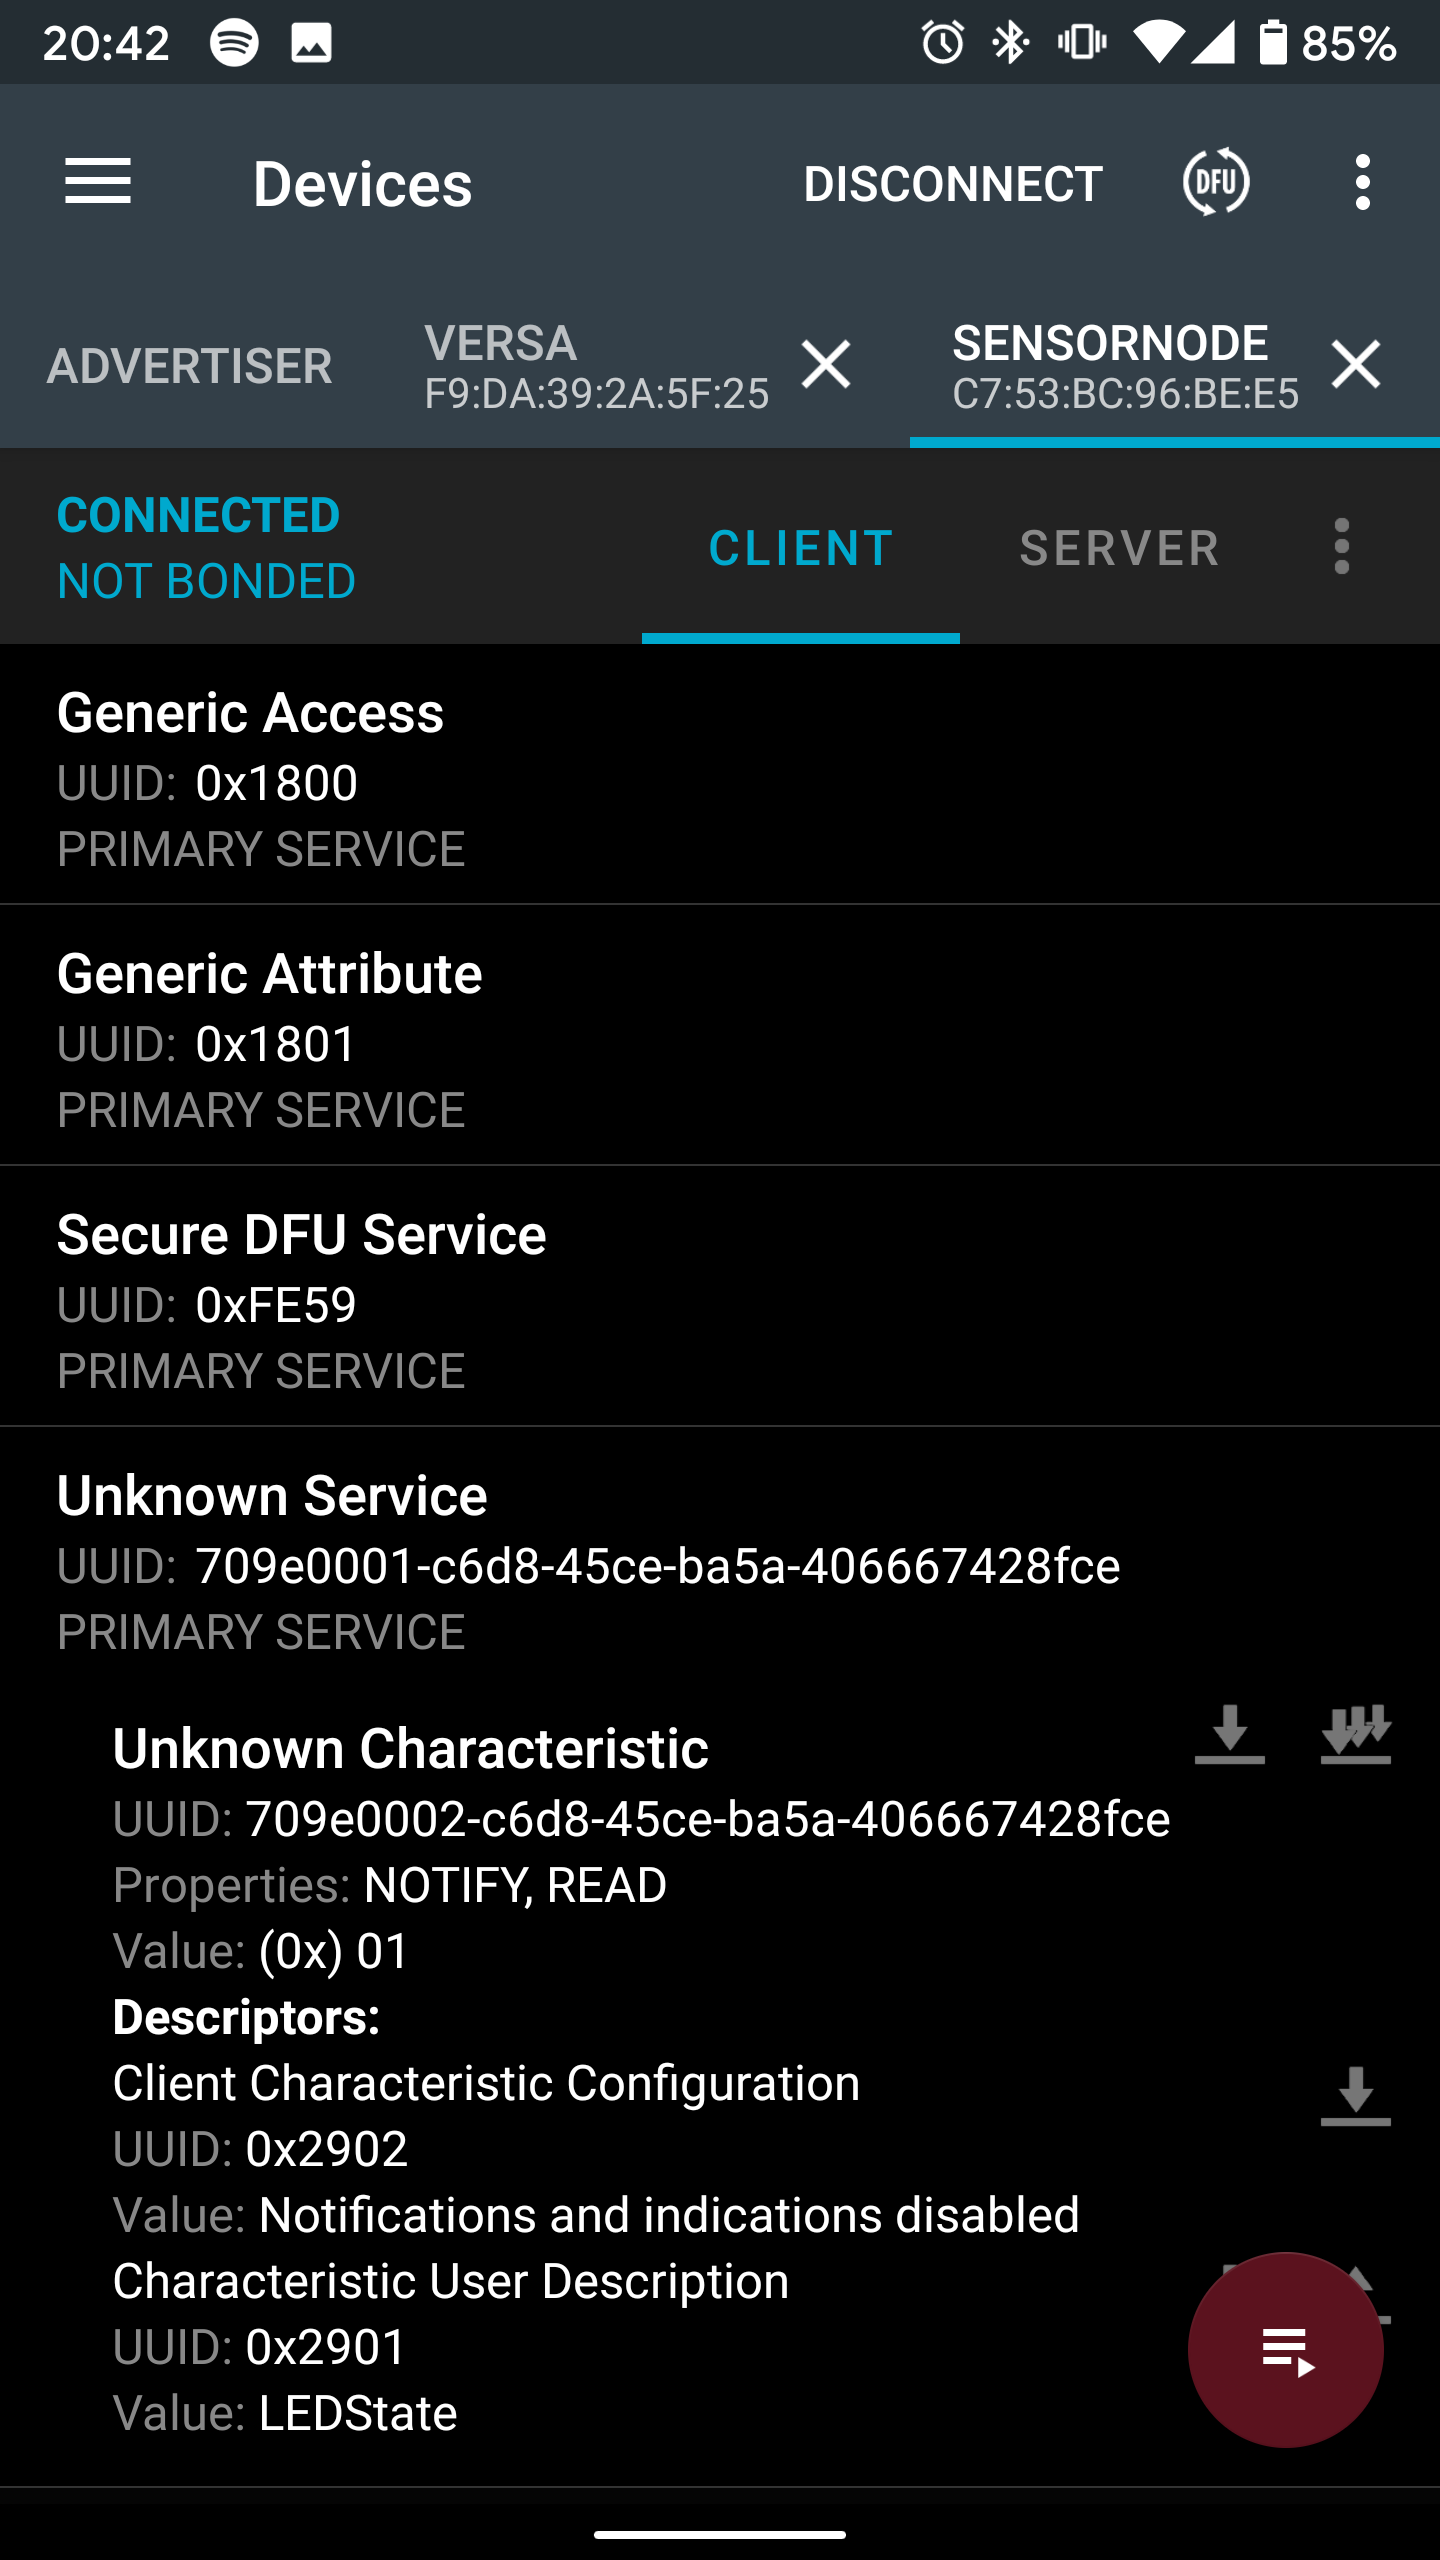 20:42
85%
Devices
DISCONNECT
DFU
ADVERTISER
VERSA
F9:DA:39:2A:5F:25
SENSORNODE
C7:53:BC:96:BE:E5
CONNECTED
NOT BONDED
CLIENT
SERVER
Generic Access
UUID: 0x1800
PRIMARY SERVICE
Generic Attribute
UUID: 0x1801
PRIMARY SERVICE
Secure DFU Service
UUID: 0xFE59
PRIMARY SERVICE
Unknown Service
UUID: 709e0001-c6d8-45ce-ba5a-406667428fce
PRIMARY SERVICE
Unknown Characteristic
UUID: 709e0002-c6d8-45ce-ba5a-406667428fce
Properties: NOTIFY, READ
Value: (0x) 01
Descriptors:
Client Characteristic Configuration
UUID: 0x2902
Value: Notifications and indications disabled
Characteristic User Description
UUID: 0x2901
Value: LEDState